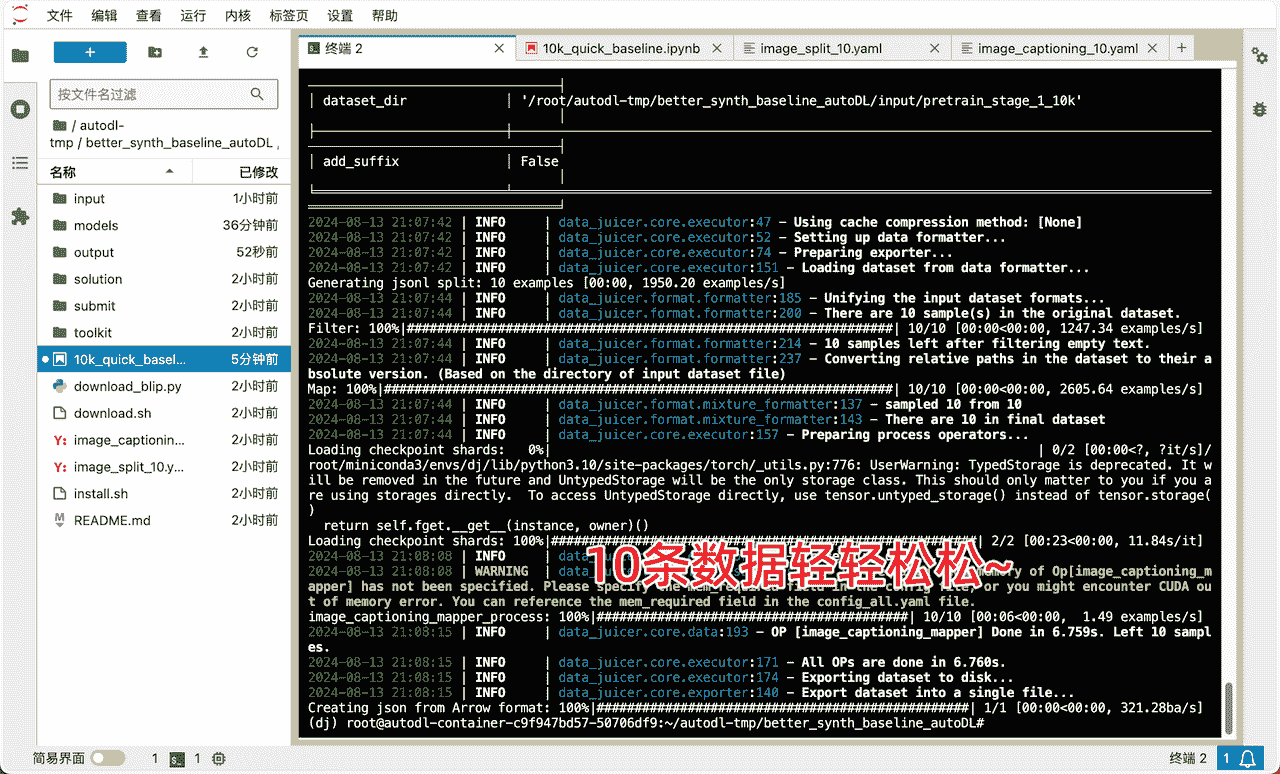 文件 编辑 查看 运行 内核 标签页 设置 帮助
终端 2
10k_quick_baseline.ipynb
image_split_10.yaml
image_captioning_10.yaml
按文件名过滤
/ autodl-
tmp / better_synth_baseline_autoDL /
名称 已修改
input 1小时前
models 36分钟前
output 52秒前
solution 2小时前
submit 2小时前
toolkit 2小时前
10k_quick_basel... 5分钟前
download_blip.py 2小时前
download.sh 2小时前
image_captionin... 2小时前
image_split_10.y... 2小时前
install.sh 2小时前
README.md 2小时前
| dataset_dir | '/root/autodl-tmp/better_synth_baseline_autoDL/input/pretrain_stage_1_10k'
| add_suffix | False
2024-08-13 21:07:42 | INFO | data_juicer.core.executor:47 - Using cache compression method: [None]
2024-08-13 21:07:42 | INFO | data_juicer.core.executor:52 - Setting up data formatter...
2024-08-13 21:07:42 | INFO | data_juicer.core.executor:74 - Preparing exporter...
2024-08-13 21:07:42 | INFO | data_juicer.core.executor:151 - Loading dataset from data formatter...
Generating jsonl split: 10 examples [00:00, 1950.20 examples/s]
2024-08-13 21:07:44 | INFO | data_juicer.format.formatter:185 - Unifying the input dataset formats...
2024-08-13 21:07:44 | INFO | data_juicer.format.formatter:200 - There are 10 sample(s) in the original dataset.
Filter: 100%|##########| 10/10 [00:00<00:00, 1247.34 examples/s]
2024-08-13 21:07:44 | INFO | data_juicer.format.formatter:214 - 10 samples left after filtering empty text.
2024-08-13 21:07:44 | INFO | data_juicer.format.formatter:237 - Converting relative paths in the dataset to their a
bsolute version. (Based on the directory of input dataset file)
Map: 100%|##########| 10/10 [00:00<00:00, 2605.64 examples/s]
2024-08-13 21:07:44 | INFO | data_juicer.format.mixture_formatter:137 - sampled 10 from 10
2024-08-13 21:07:44 | INFO | data_juicer.format.mixture_formatter:143 - There are 10 in final dataset
2024-08-13 21:07:44 | INFO | data_juicer.core.executor:157 - Preparing process operators...
Loading checkpoint shards: 0%| | 0/2 [00:00<?, ?it/s]/
root/miniconda3/envs/dj/lib/python3.10/site-packages/torch/_utils.py:776: UserWarning: TypedStorage is deprecated. It w
ill be removed in the future and UntypedStorage will be the only storage class. This should only matter to you if you a
re using storages directly. To access UntypedStorage directly, use tensor.untyped_storage() instead of tensor.storage(
)
return self.fget.__get__(instance, owner)()
Loading checkpoint shards: 100%|##########| 2/2 [00:23<00:00, 11.84s/it]
2024-08-13 21:08:08 | INFO
10条数据轻轻松松~
2024-08-13 21:08:08 | WARNING | of Op[image_captioning_m
apper] has not been specified. Please specify the mem_required field in the config file, or you might encounter CUDA ou
t of memory error. You can reference the mem_required field in the config_all.yaml file.
image_captioning_mapper_process: 100%|##########| 10/10 [00:06<00:00, 1.49 examples/s]
2024-08-13 21:08:15 | INFO | data_juicer.core.data:193 - OP [image_captioning_mapper] Done in 6.759s. Left 10 sampl
es.
2024-08-13 21:08:15 | INFO | data_juicer.core.executor:171 - All OPs are done in 6.760s.
2024-08-13 21:08:15 | INFO | data_juicer.core.executor:174 - Exporting dataset to disk...
2024-08-13 21:08:15 | INFO | data_juicer.core.exporter:140 - Export dataset into a single file...
Creating json from Arrow format: 100%|##########| 1/1 [00:00<00:00, 321.28ba/s]
(dj) root@autodl-container-c9f947bd57-50706df9:~/autodl-tmp/better_synth_baseline_autoDL#
简易界面 1 1 终端 2 1